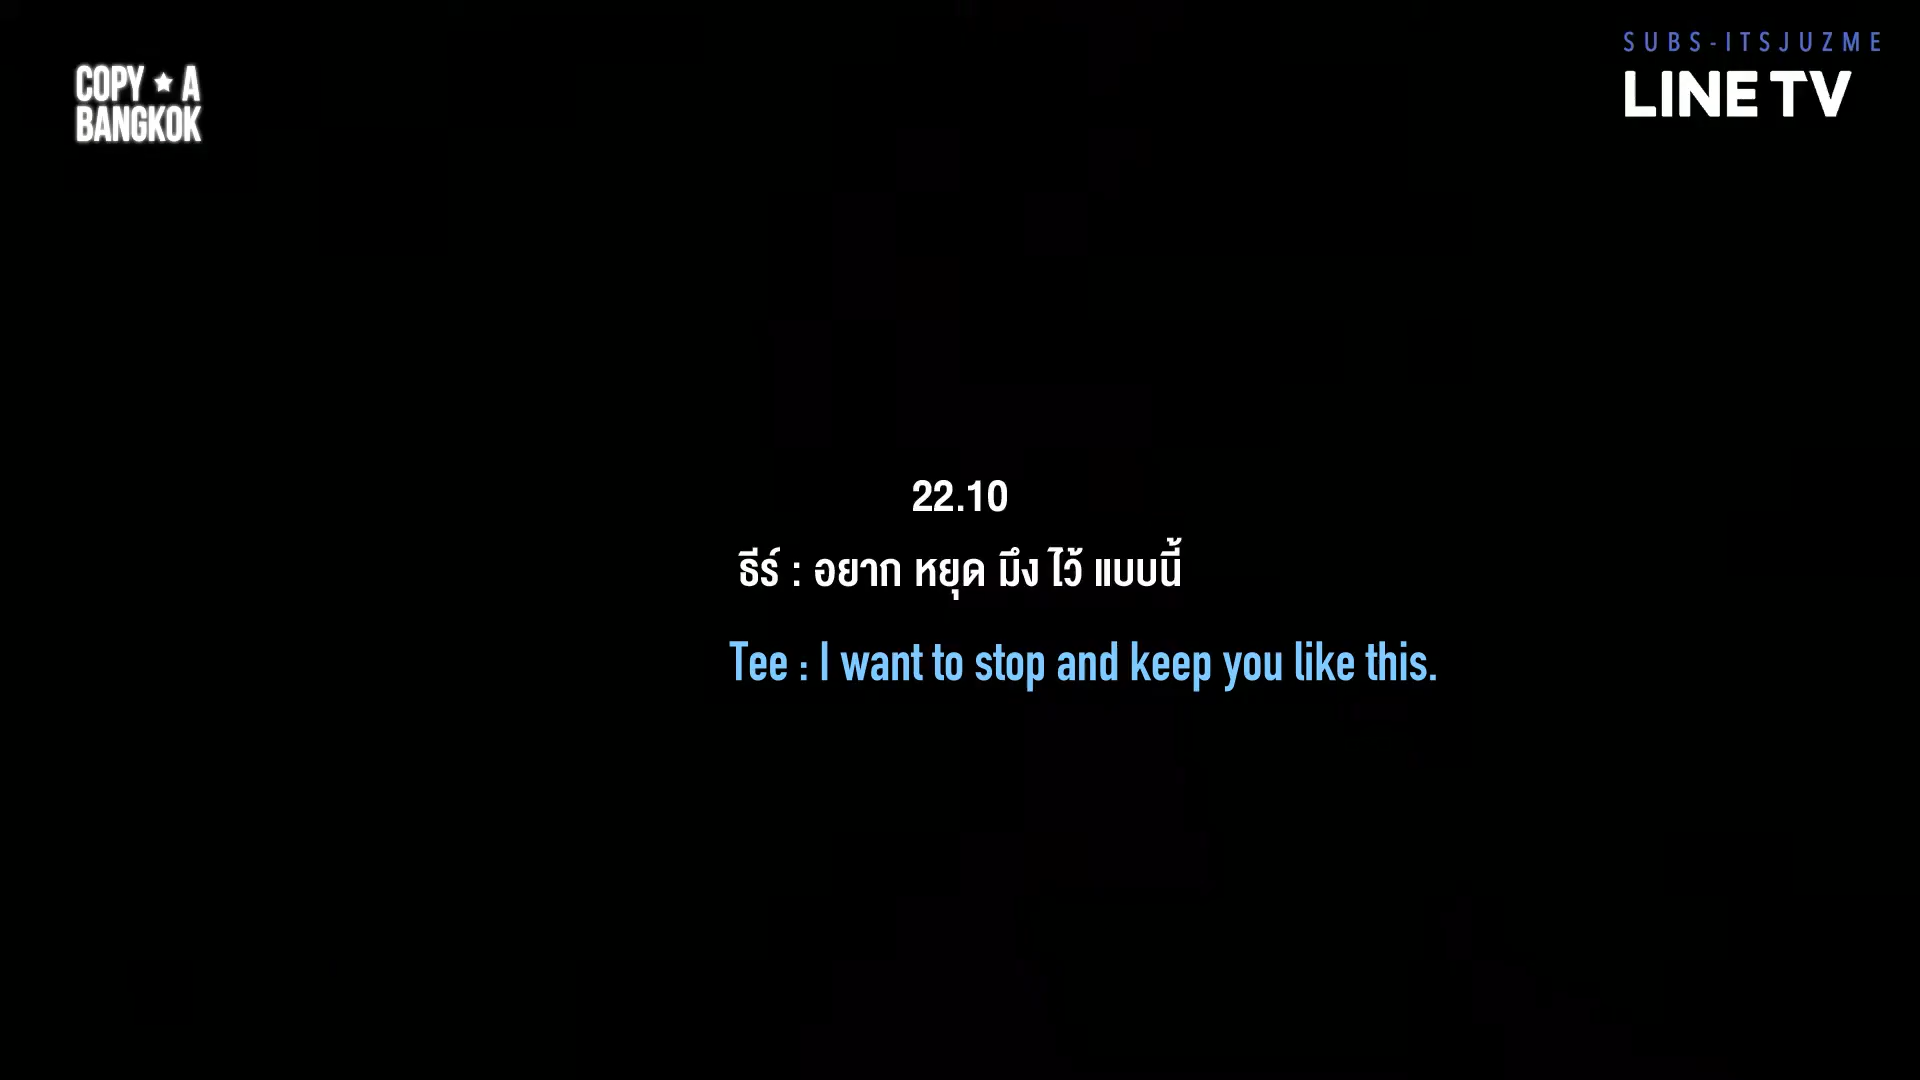 COPY★A
BANGKOK
SUBS-ITSJUZME
LINE TV
22.10
ธีร์ : อยาก หยุด มึง ไว้ แบบนี้
Tee : I want to stop and keep you like this.